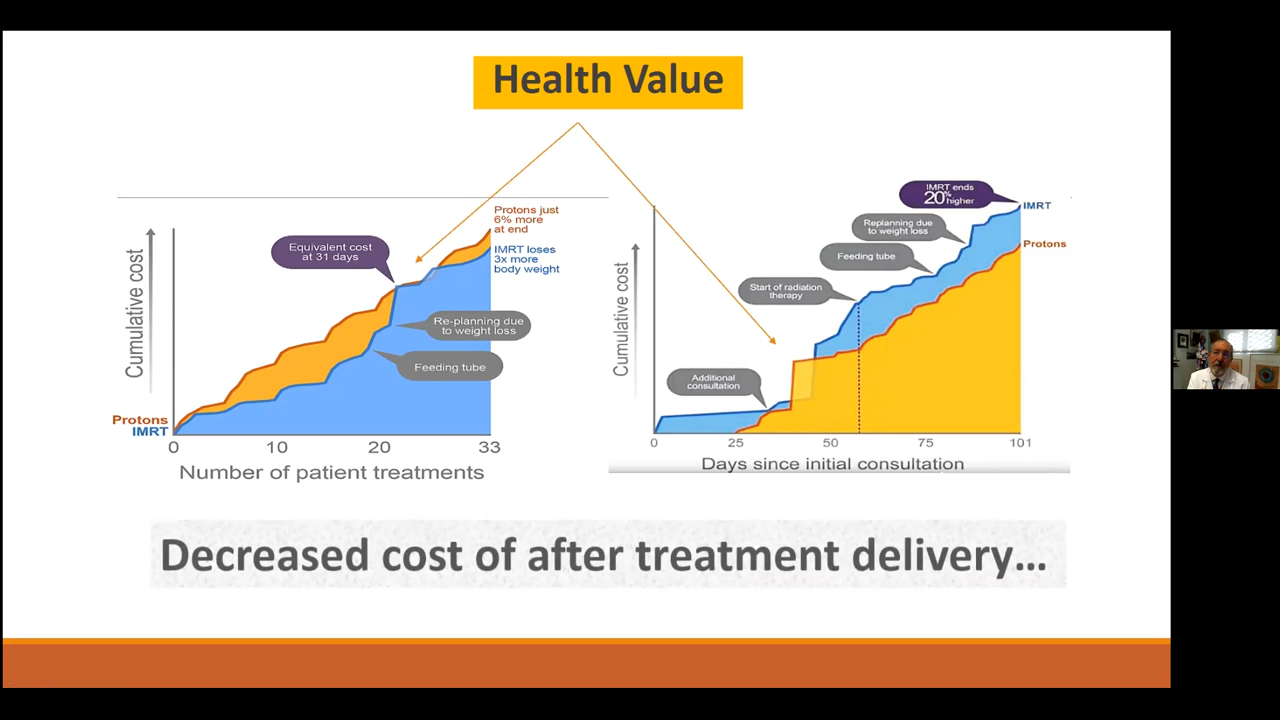 Health Value
Cumulative cost
Equivalent cost
at 31 days
Protons just
6% more
at end
IMRT loses
3x more
body weight
Re-planning due
to weight loss
Feeding tube
Protons
IMRT
0
10
20
33
Number of patient treatments
Cumulative cost
IMRT ends
20%
higher
IMRT
Replanning due
to weight loss
Protons
Feeding tube
Start of radiation
therapy
Additional
consultation
0
25
50
75
101
Days since initial consultation
Decreased cost of after treatment delivery...